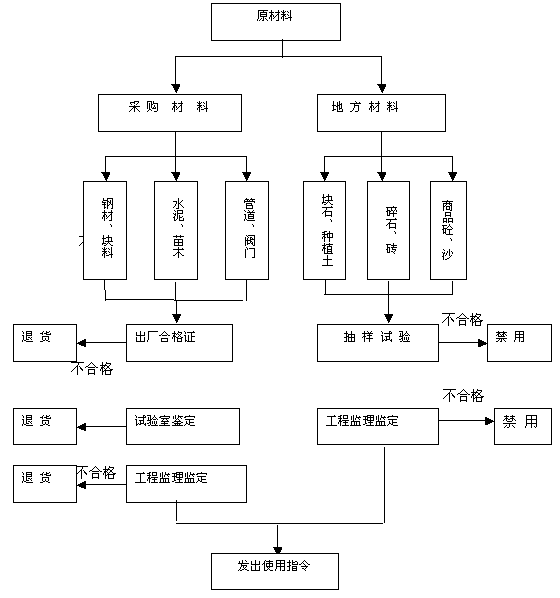 原材料
采 购 材 料
地 方 材 料
钢材、块料
水泥、苗木
管道、阀门
块石、种植土
碎石、砖
商品砼、沙
退 货
出厂合格证
抽 样 试 验
不合格
禁 用
不合格
退 货
试验室鉴定
工程监理监定
不合格
禁 用
退 货
不合格
工程监理监定
发出使用指令